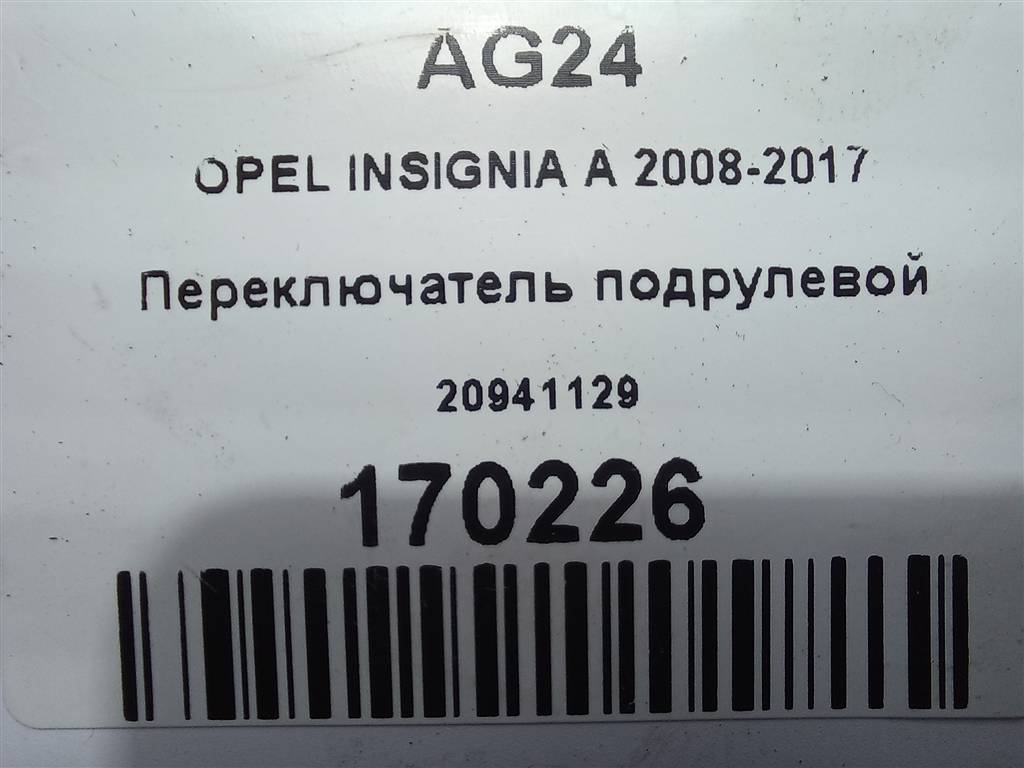 AG24
OPEL INSIGNIA A 2008-2017
Переключатель подрулевой
20941129
170226